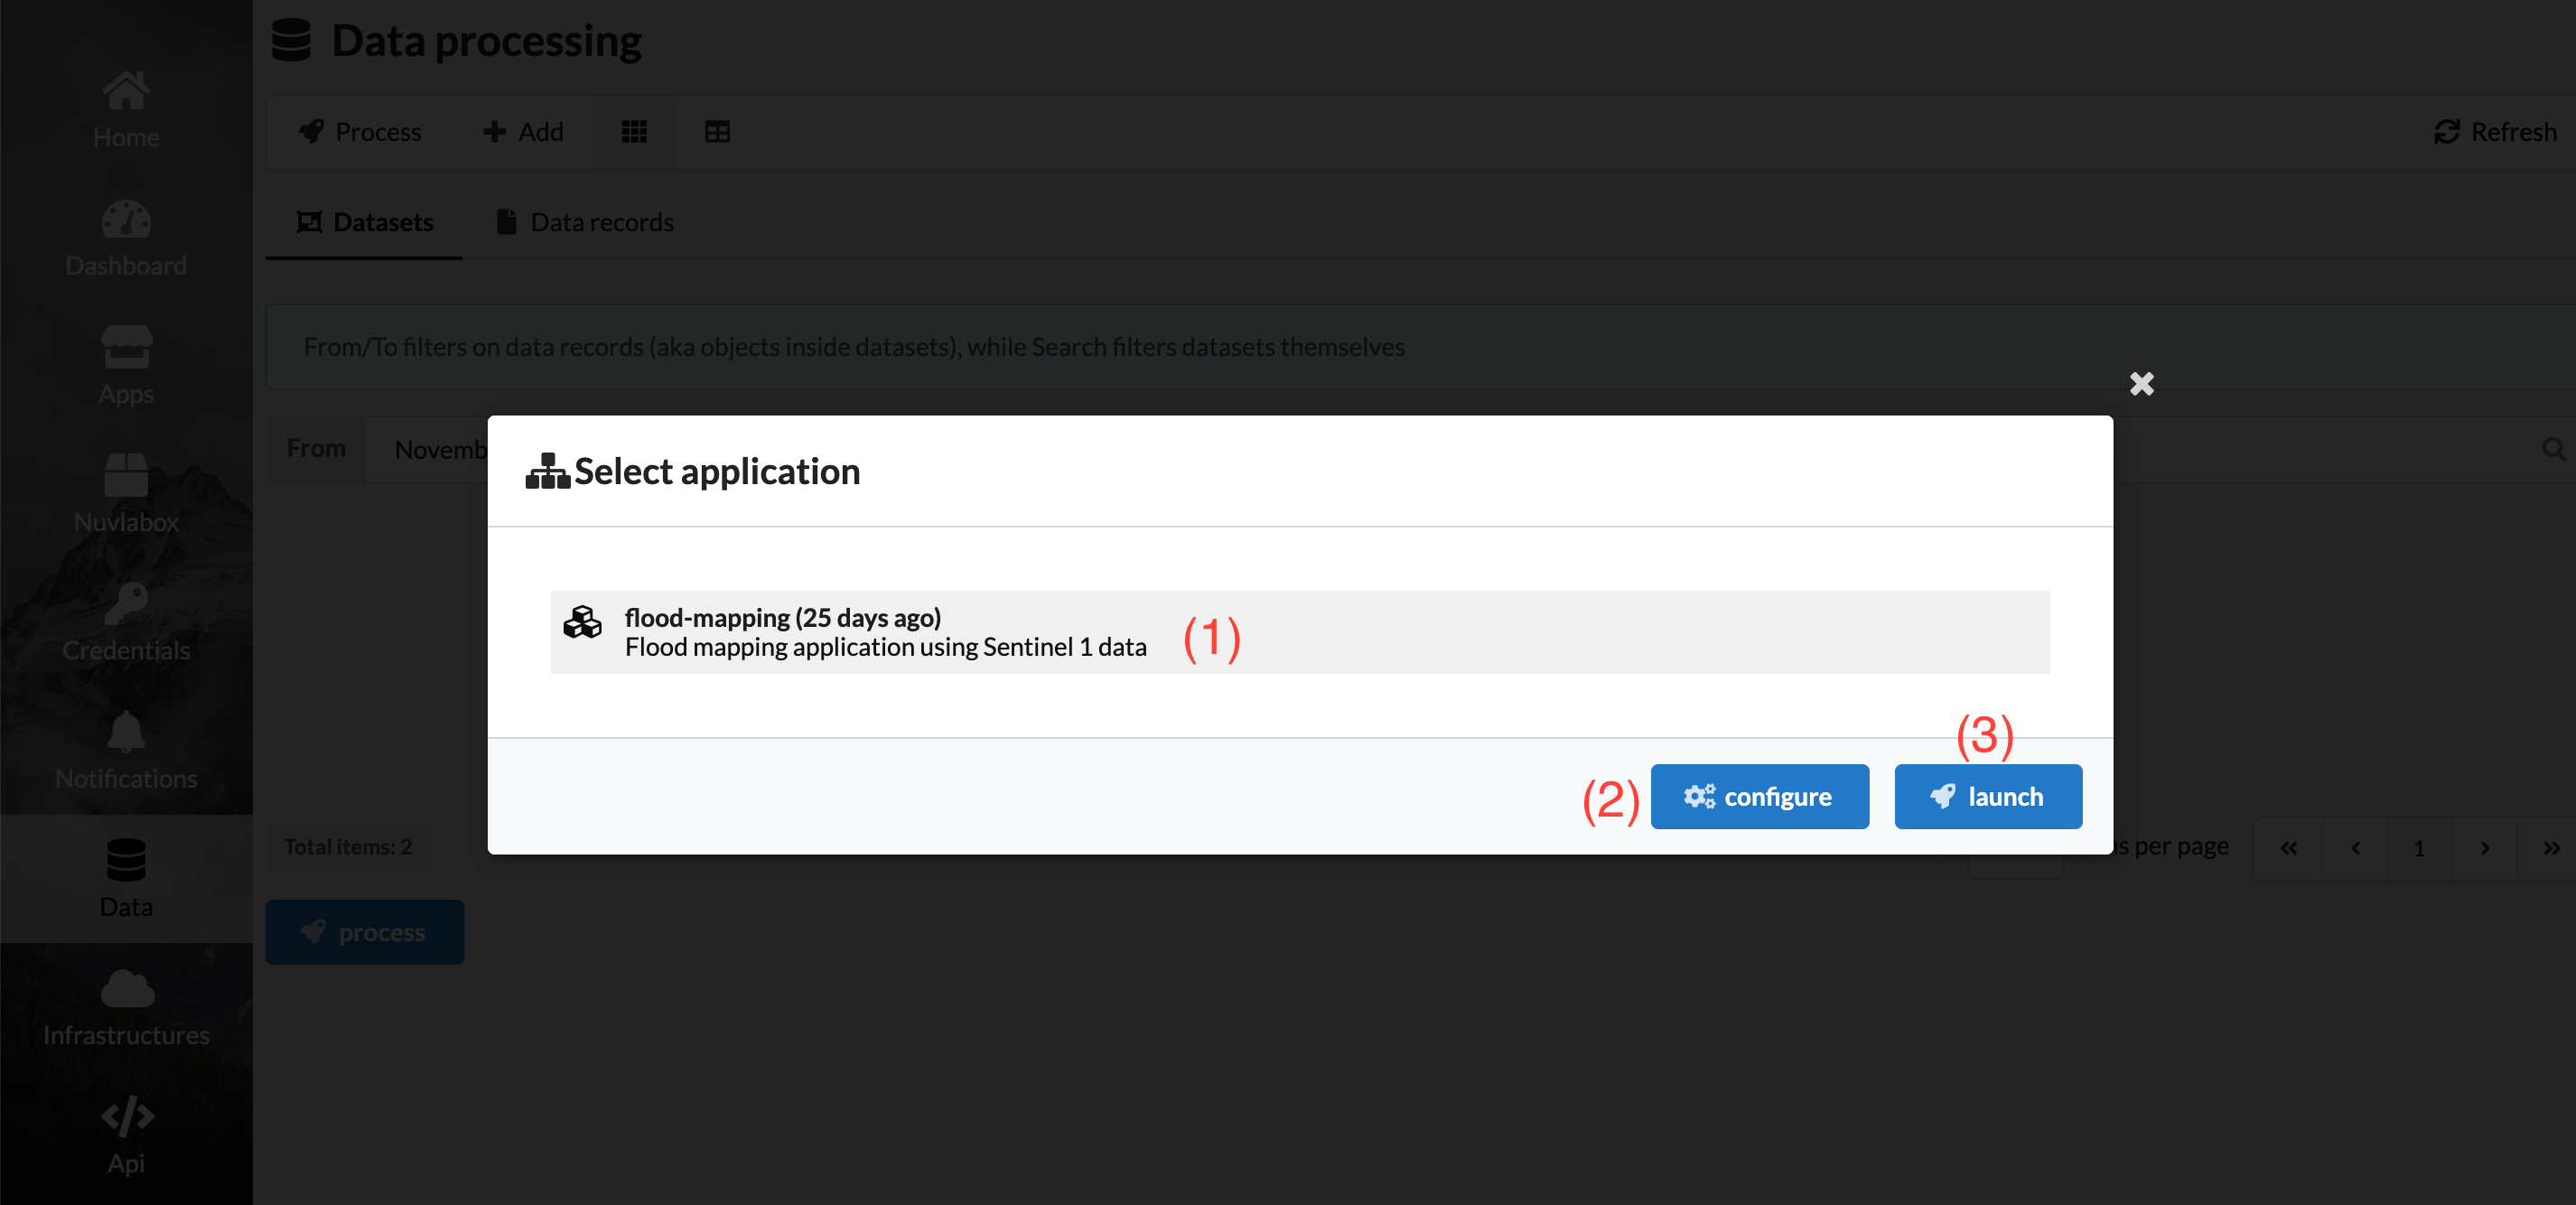 Data processing
Home
Process
Add
Refresh
Dashboard
Datasets
Data records
From/To filters on data records (aka objects inside datasets), while Search filters datasets themselves
Apps
From
Novemb
Select application
Nuvlabox
flood-mapping (25 days ago)
Flood mapping application using Sentinel 1 data
(1)
Credentials
(3)
Notifications
(2)
configure
launch
Total items: 2
s per page
1
Data
process
Infrastructures
Api